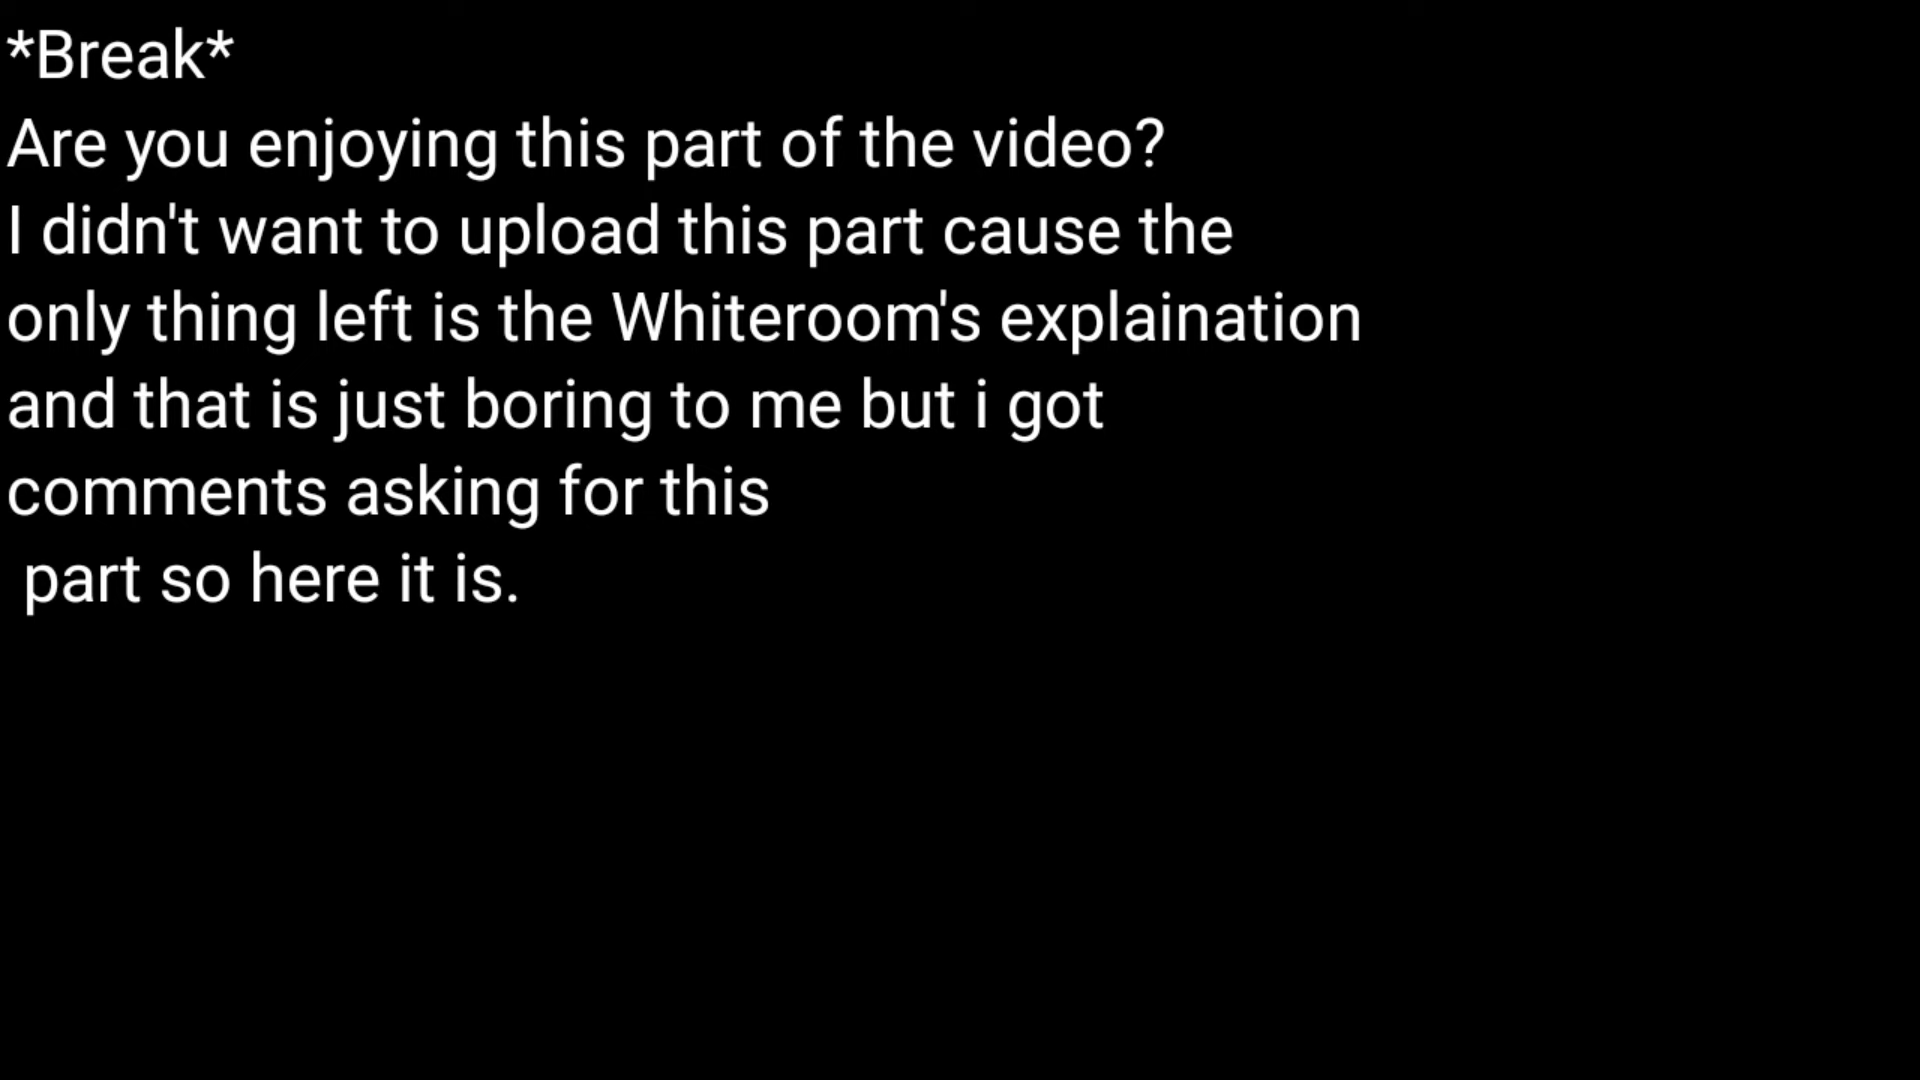 *Break*
Are you enjoying this part of the video?
I didn't want to upload this part cause the
only thing left is the Whiteroom's explaination
and that is just boring to me but i got
comments asking for this
part so here it is.